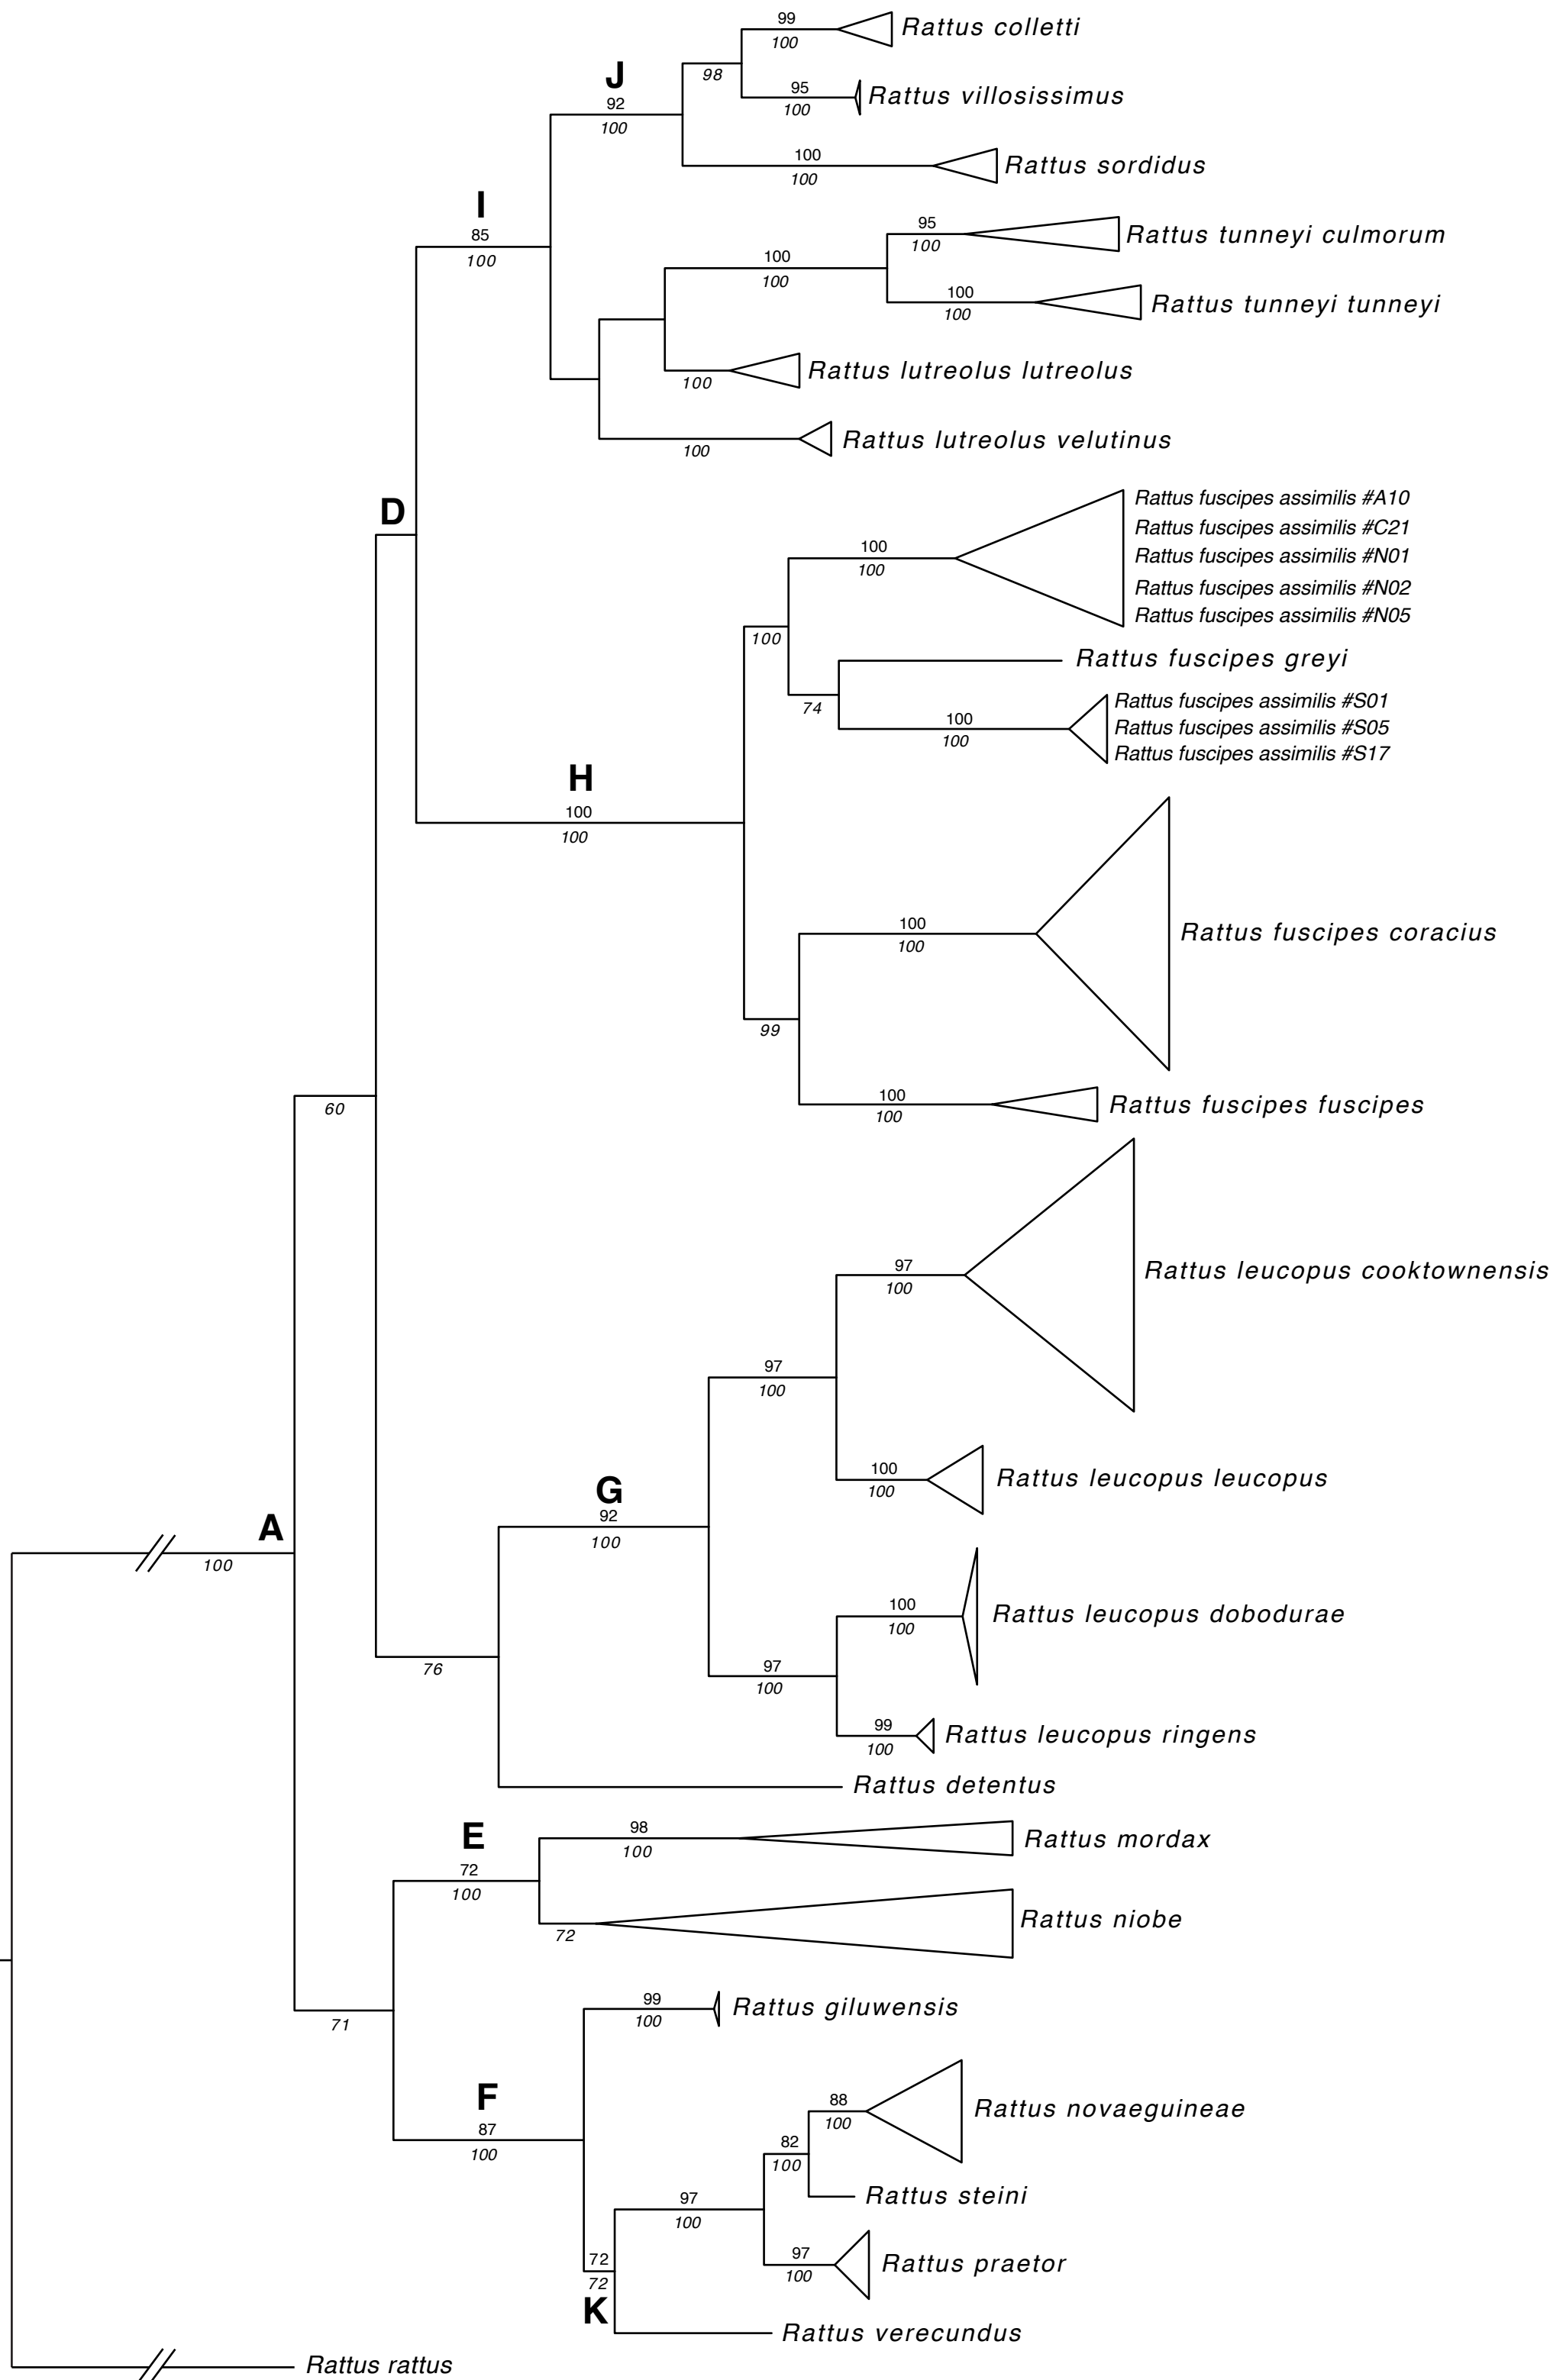 99
Rattus colletti
100
J
98
95
Rattus villosissimus
92
100
100
100
Rattus sordidus
100
I
95
Rattus tunneyi culmorum
85
100
100
100
100
100
Rattus tunneyi tunneyi
100
Rattus lutreolus lutreolus
100
Rattus lutreolus velutinus
100
D
Rattus fuscipes assimilis #A10
Rattus fuscipes assimilis #C21
100
Rattus fuscipes assimilis #N01
100
Rattus fuscipes assimilis #N02
Rattus fuscipes assimilis #N05
100
Rattus fuscipes greyi
74
Rattus fuscipes assimilis #S01
100
Rattus fuscipes assimilis #S05
100
Rattus fuscipes assimilis #S17
H
100
100
100
Rattus fuscipes coracius
100
99
100
Rattus fuscipes fuscipes
100
60
97
Rattus leucopus cooktownensis
100
97
100
100
Rattus leucopus leucopus
100
G
92
100
A
100
100
Rattus leucopus dobodurae
100
97
100
76
99
Rattus leucopus ringens
100
Rattus detentus
E
98
Rattus mordax
100
72
100
Rattus niobe
72
99
Rattus giluwensis
100
71
F
88
Rattus novaeguineae
100
87
100
82
100
Rattus steini
97
100
97
Rattus praetor
100
72
72
K
Rattus verecundus
Rattus rattus